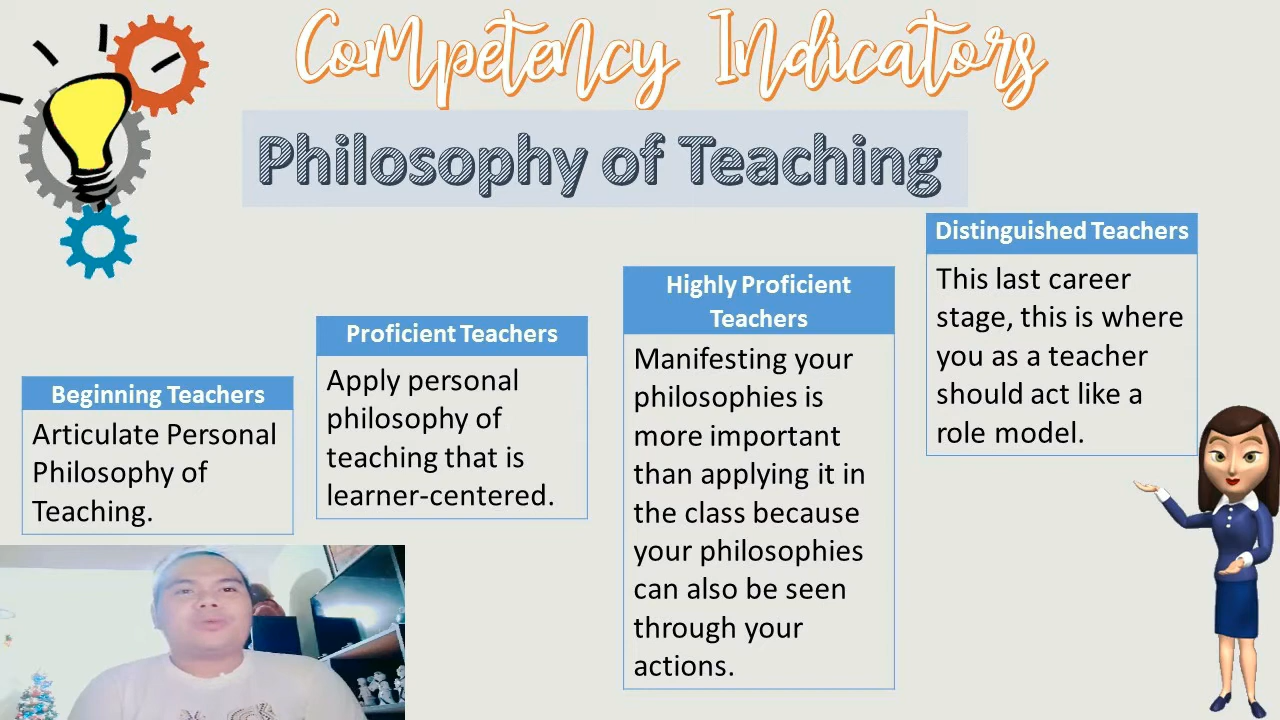 Competency Indicators
Philosophy of Teaching
Beginning Teachers
Articulate Personal
Philosophy of
Teaching.
Proficient Teachers
Apply personal
philosophy of
teaching that is
learner-centered.
Highly Proficient
Teachers
Manifesting your
philosophies is
more important
than applying it in
the class because
your philosophies
can also be seen
through your
actions.
Distinguished Teachers
This last career
stage, this is where
you as a teacher
should act like a
role model.